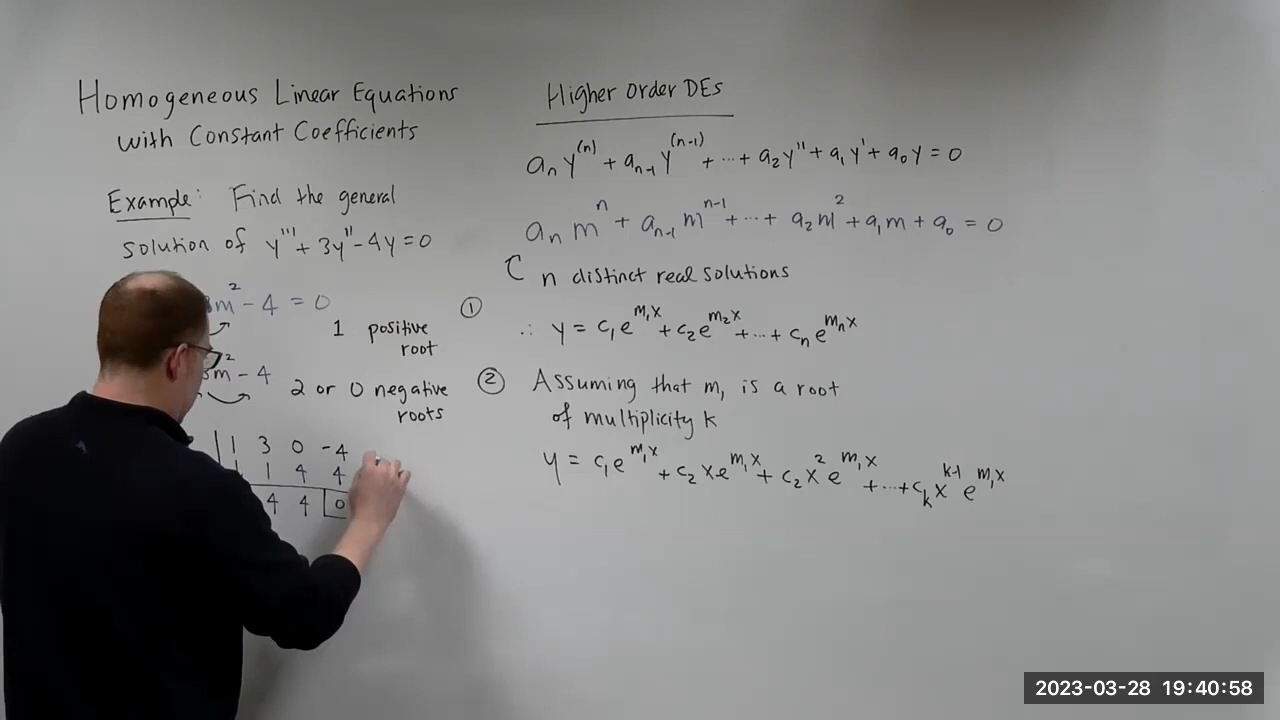 Homogeneous Linear Equations
with Constant Coefficients
Example: Find the general
solution of y''' + 3y'' - 4y = 0
3m² - 4 = 0
1 positive
root
3m² - 4
2 or 0 negative
roots
1 3 0 -4
1 4 4
4 4 0
Higher Order DEs
aₙy⁽ⁿ⁾ + aₙ₋₁y⁽ⁿ⁻¹⁾ + ... + a₂y'' + a₁y' + a₀y = 0
aₙmⁿ + aₙ₋₁mⁿ⁻¹ + ... + a₂m² + a₁m + a₀ = 0
n distinct real solutions
① ∴ y = c₁e^{m₁x} + c₂e^{m₂x} + ... + cₙe^{mₙx}
② Assuming that m₁ is a root
of multiplicity k
y = c₁e^{m₁x} + c₂xe^{m₁x} + c₂x²e^{m₁x} + ... + cₖx^{k-1}e^{m₁x}
2023-03-28 19:40:58